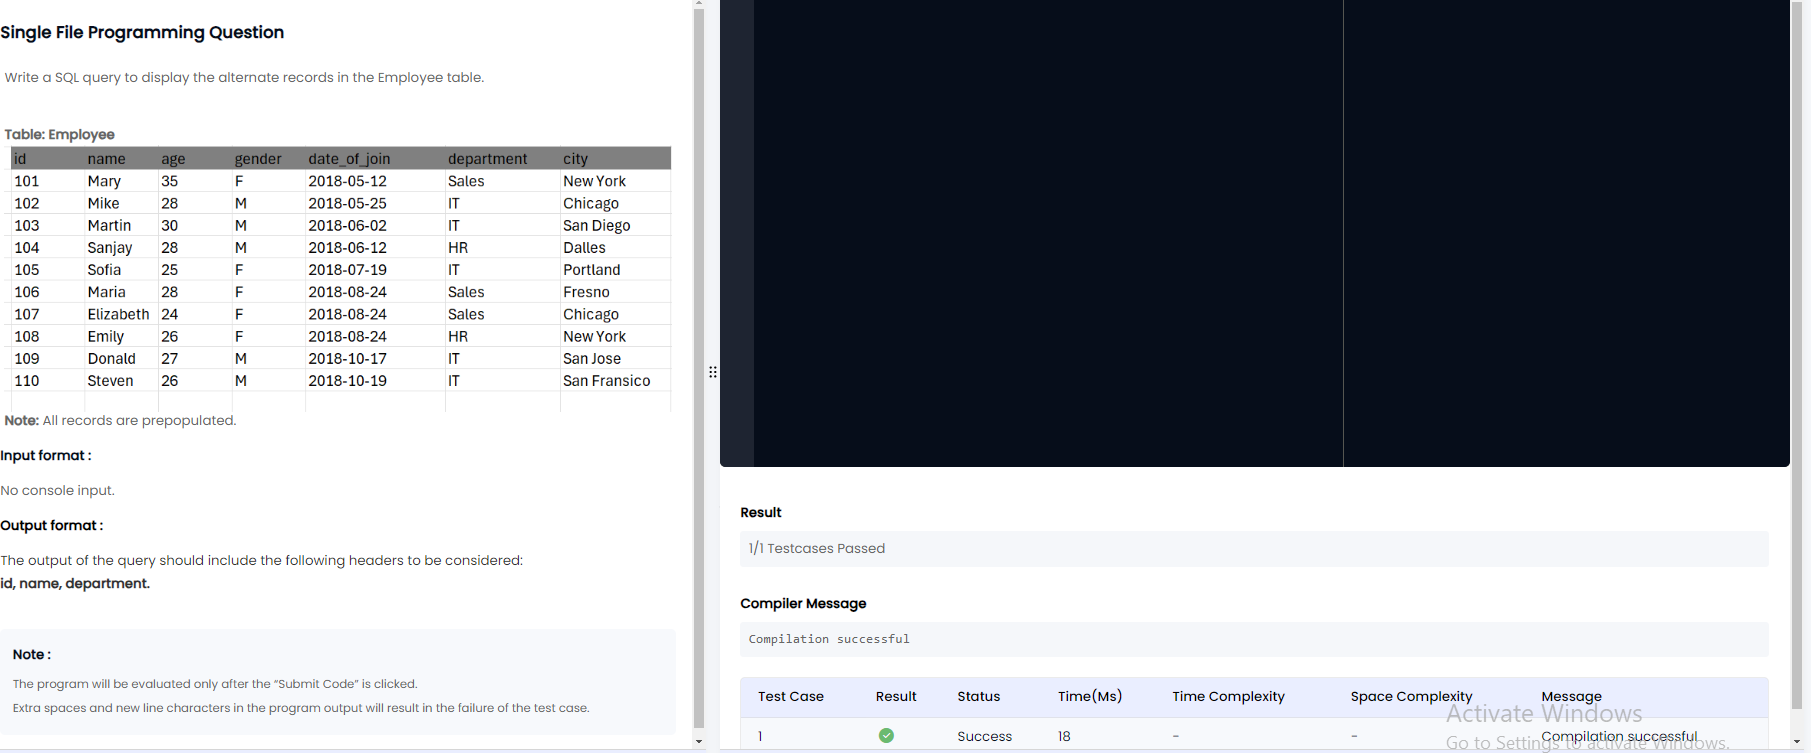 Single File Programming Question
Write a SQL query to display the alternate records in the Employee table.
Table: Employee
id name age gender date_of_join department city
101 Mary 35 F 2018-05-12 Sales New York
102 Mike 28 M 2018-05-25 IT Chicago
103 Martin 30 M 2018-06-02 IT San Diego
104 Sanjay 28 M 2018-06-12 HR Dalles
105 Sofia 25 F 2018-07-19 IT Portland
106 Maria 28 F 2018-08-24 Sales Fresno
107 Elizabeth 24 F 2018-08-24 Sales Chicago
108 Emily 26 F 2018-08-24 HR New York
109 Donald 27 M 2018-10-17 IT San Jose
110 Steven 26 M 2018-10-19 IT San Fransico
Note: All records are prepopulated.
Input format :
No console input.
Output format :
The output of the query should include the following headers to be considered:
id, name, department.
Note :
The program will be evaluated only after the “Submit Code” is clicked.
Extra spaces and new line characters in the program output will result in the failure of the test case.
Result
1/1 Testcases Passed
Compiler Message
Compilation successful
Test Case Result Status Time(Ms) Time Complexity Space Complexity Message
1 Success 18 - - Compilation successful
Activate Windows
Go to Settings to activate Windows.